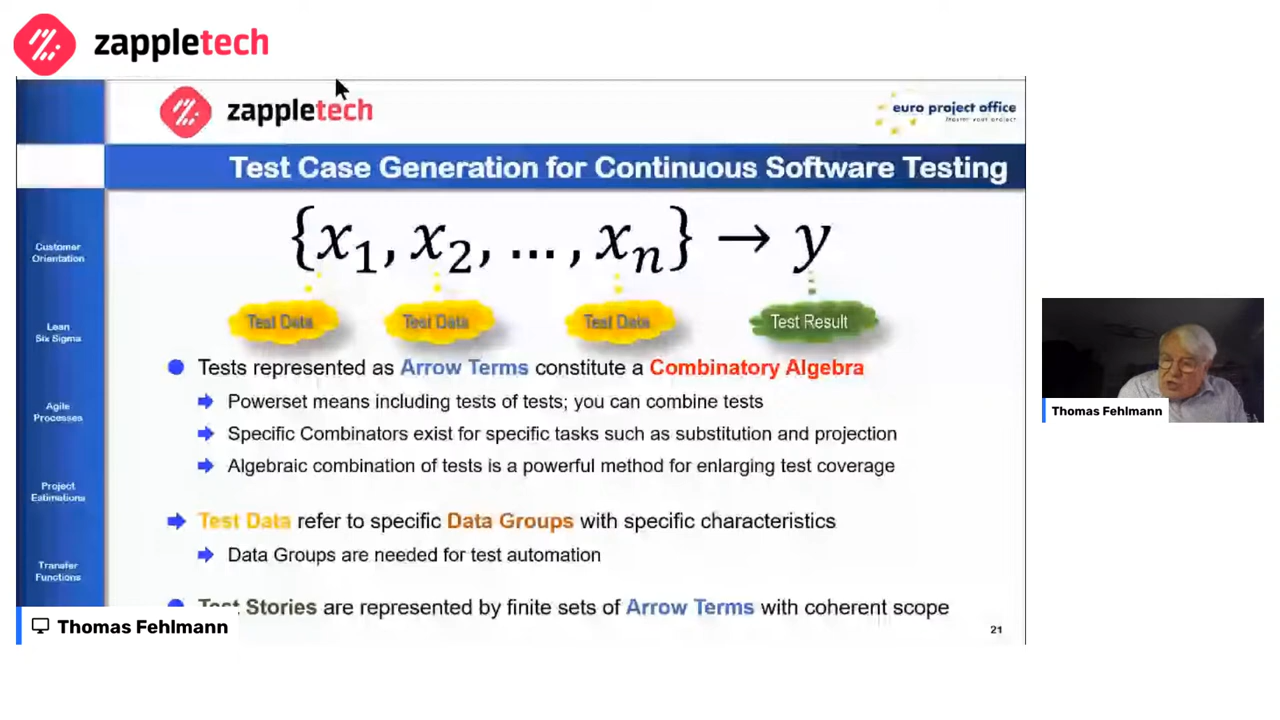 zappletech
zappletech
euro project office
Test Case Generation for Continuous Software Testing
{x₁, x₂, …, xₙ} → y
Test Data
Test Data
Test Data
Test Result
Customer
Orientation
Lean
Six Sigma
Agile
Processes
Project
Estimations
Transfer
Functions
Tests represented as Arrow Terms constitute a Combinatory Algebra
Powerset means including tests of tests; you can combine tests
Specific Combinators exist for specific tasks such as substitution and projection
Algebraic combination of tests is a powerful method for enlarging test coverage
Test Data refer to specific Data Groups with specific characteristics
Data Groups are needed for test automation
Test Stories are represented by finite sets of Arrow Terms with coherent scope
21
Thomas Fehlmann
Thomas Fehlmann